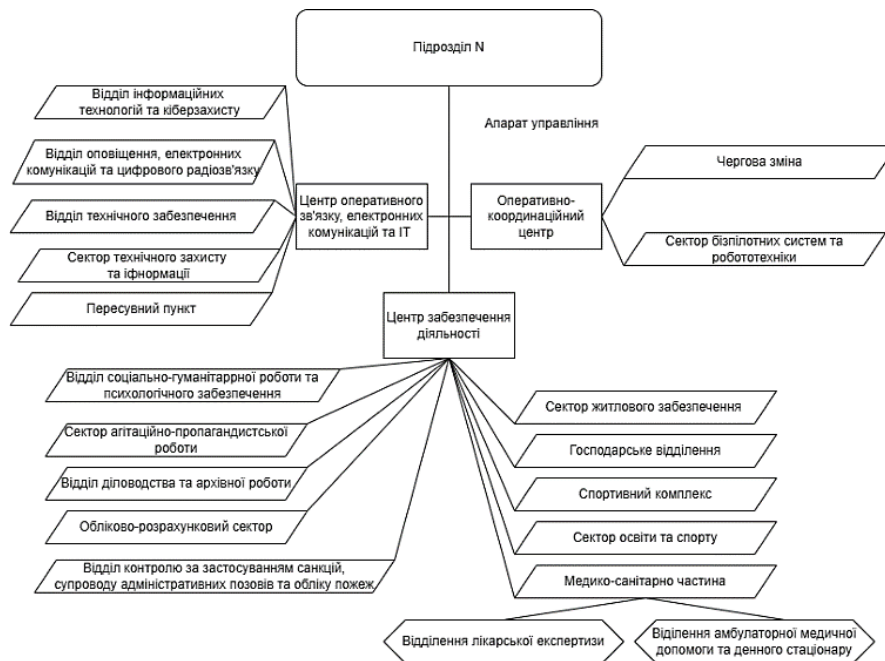 Підрозділ N
Апарат управління
Відділ інформаційних
технологій та кіберзахисту
Відділ оповіщення, електронних
комунікацій та цифрового радіозв'язку
Відділ технічного забезпечення
Сектор технічного захисту
та іфнормації
Пересувний пункт
Центр оперативного
зв'язку, електронних
комунікацій та ІТ
Оперативно-
координаційний
центр
Чергова зміна
Сектор бізпілотних систем та
робототехніки
Центр забезпечення
діяльності
Відділ соціально-гуманітаррної роботи та
психологічного забезпечення
Сектор агітаційно-пропагандистської
роботи
Відділ діловодства та архівної роботи
Обліково-розрахунковий сектор
Відділ контролю за застосуванням санкцій,
супроводу адміністративних позовів та обліку пожеж
Сектор житлового забезпечення
Господарське відділення
Спортивний комплекс
Сектор освіти та спорту
Медико-санітарно частина
Відділення лікарської експертизи
Віділення амбулаторної медичної
допомоги та денного стаціонару